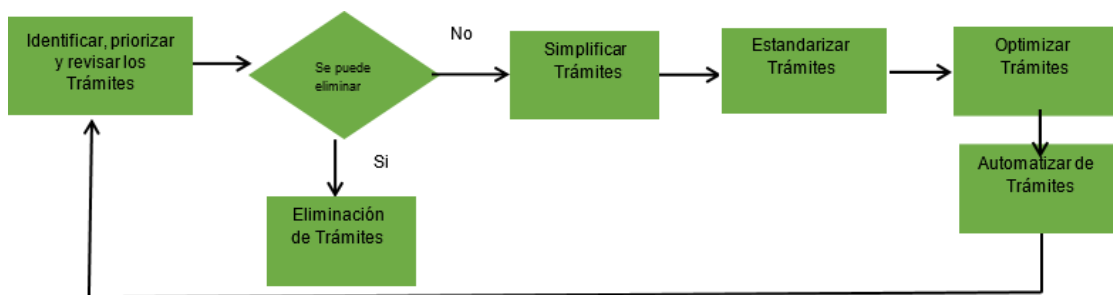 Identificar, priorizar
y revisar los
Trámites
Se puede
eliminar
No
Si
Eliminación
de Trámites
Simplificar
Trámites
Estandarizar
Trámites
Optimizar
Trámites
Automatizar de
Trámites